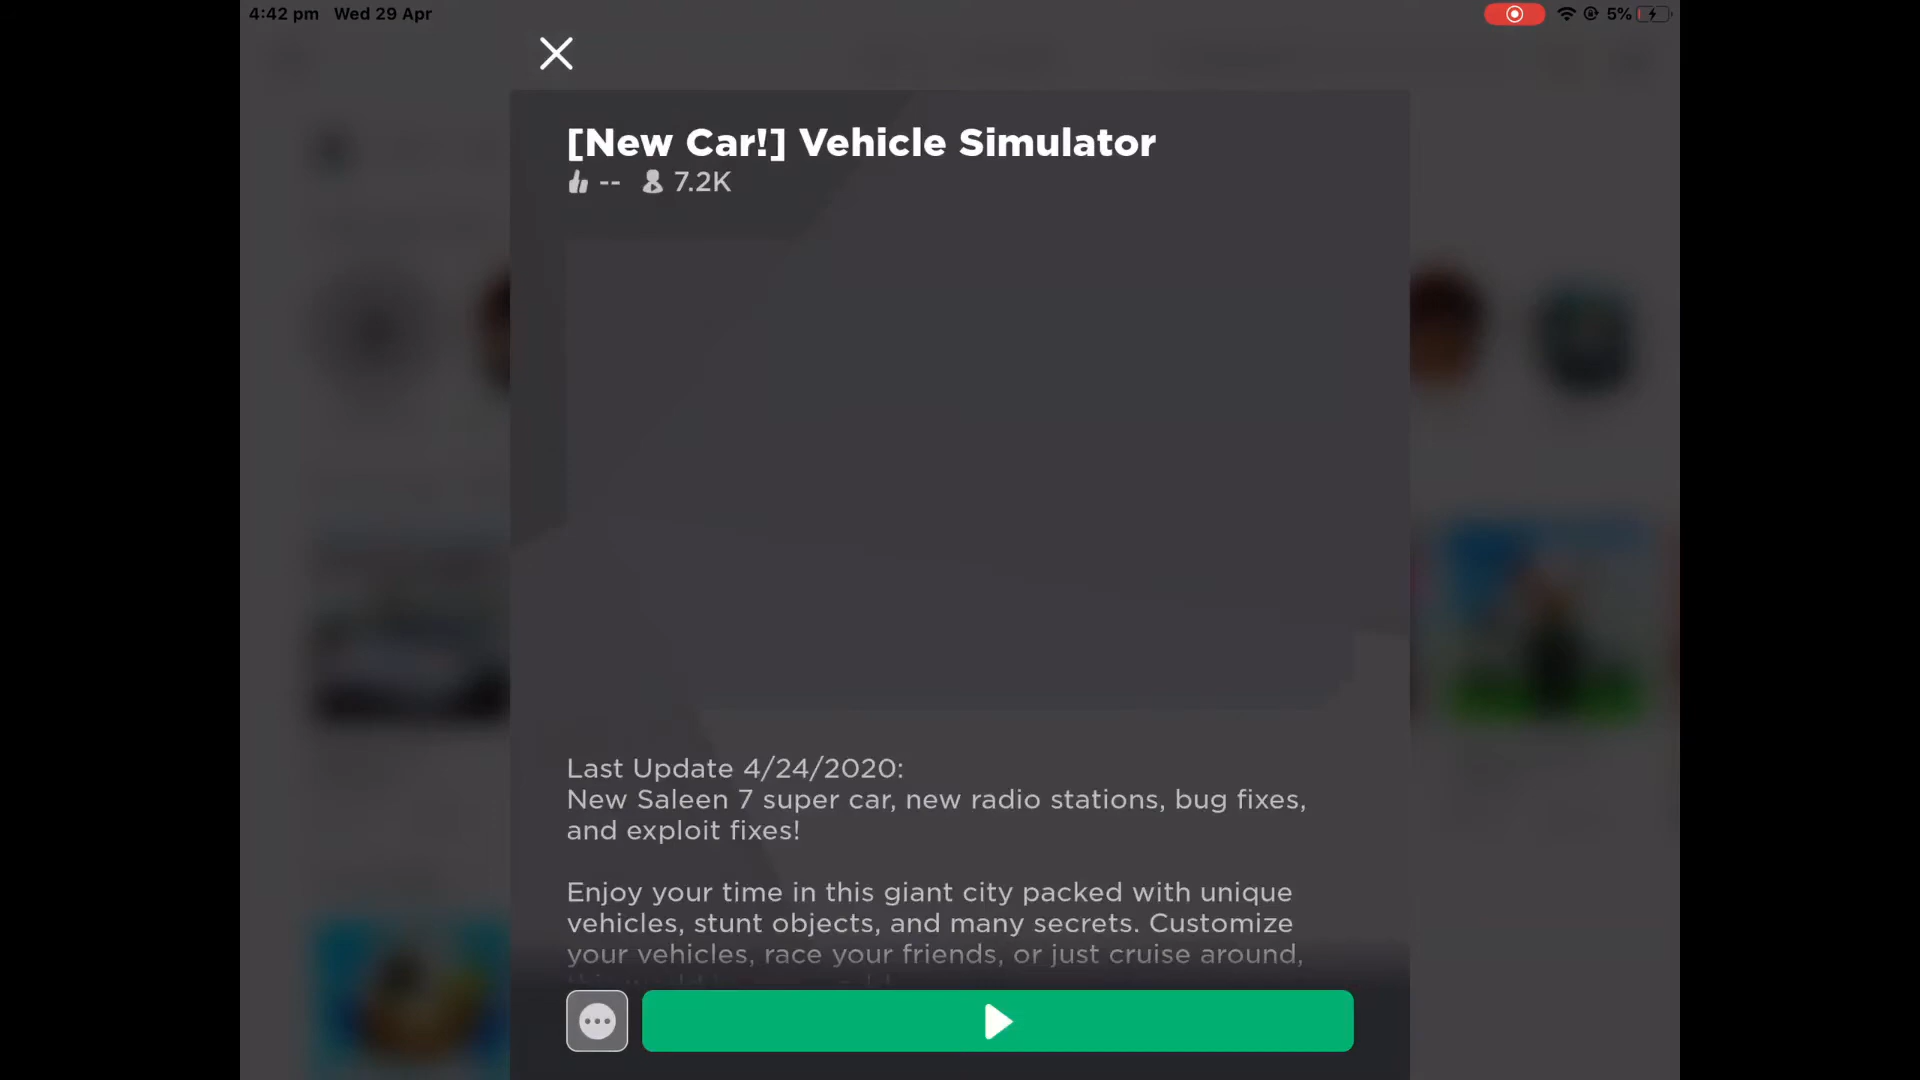 4:42 pm Wed 29 Apr
5%
[New Car!] Vehicle Simulator
-- 7.2K
Last Update 4/24/2020:
New Saleen 7 super car, new radio stations, bug fixes,
and exploit fixes!
Enjoy your time in this giant city packed with unique
vehicles, stunt objects, and many secrets. Customize
your vehicles, race your friends, or just cruise around,